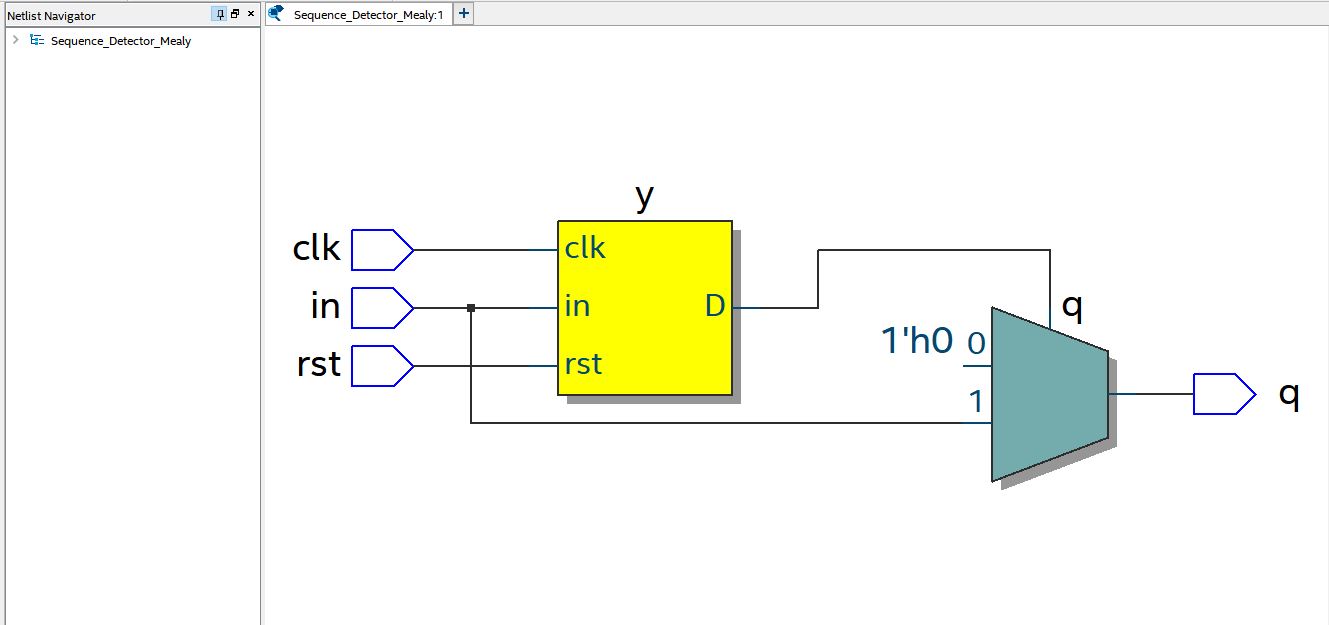 Netlist Navigator
Sequence_Detector_Mealy:1
Sequence_Detector_Mealy
y
clk
clk
in
in
D
rst
rst
q
1'h0
0
1
q